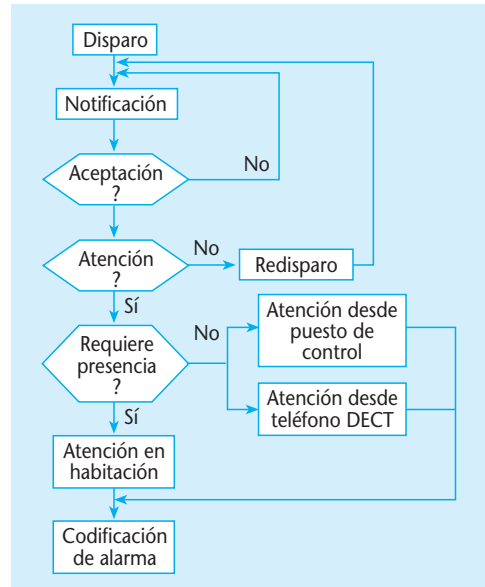 Disparo
Notificación
No
Aceptación
?
No
Atención
?
Redisparo
Sí
No
Atención desde
puesto de
control
Requiere
presencia
?
Atención desde
teléfono DECT
Sí
Atención en
habitación
Codificación
de alarma